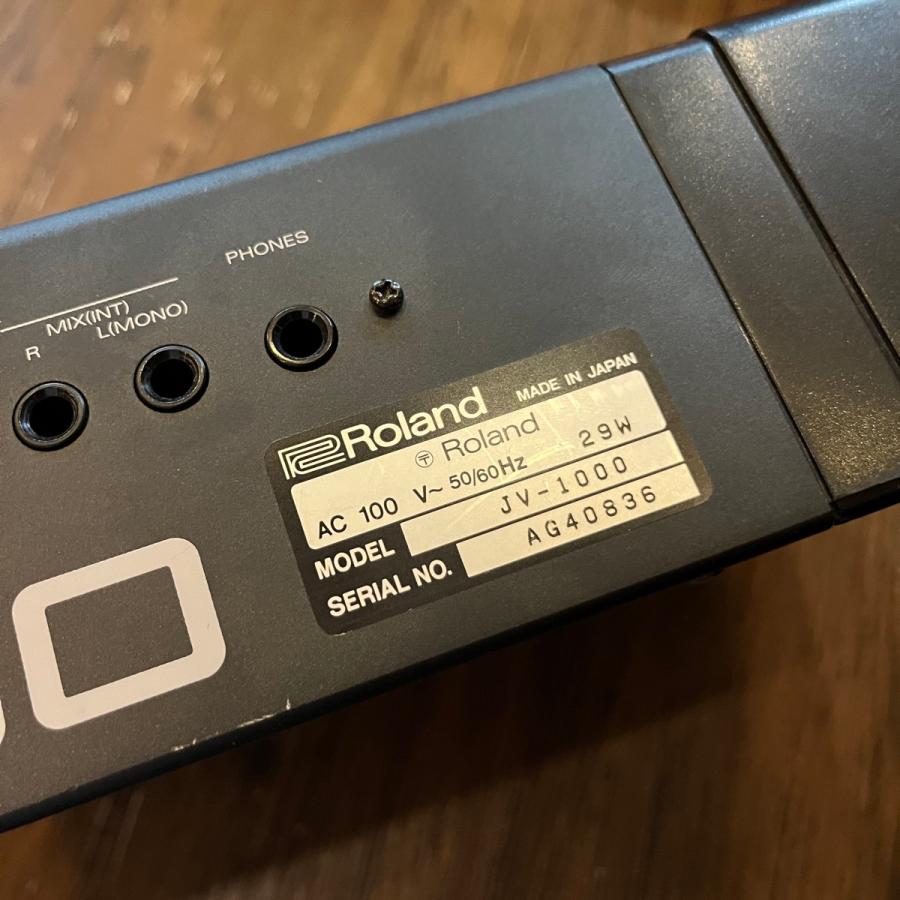 PHONES
MIX(INT)
R L(MONO)
Roland MADE IN JAPAN
〒 Roland
AC 100 V~ 50/60Hz 29W
MODEL JV-1000
SERIAL NO. AG40836
0